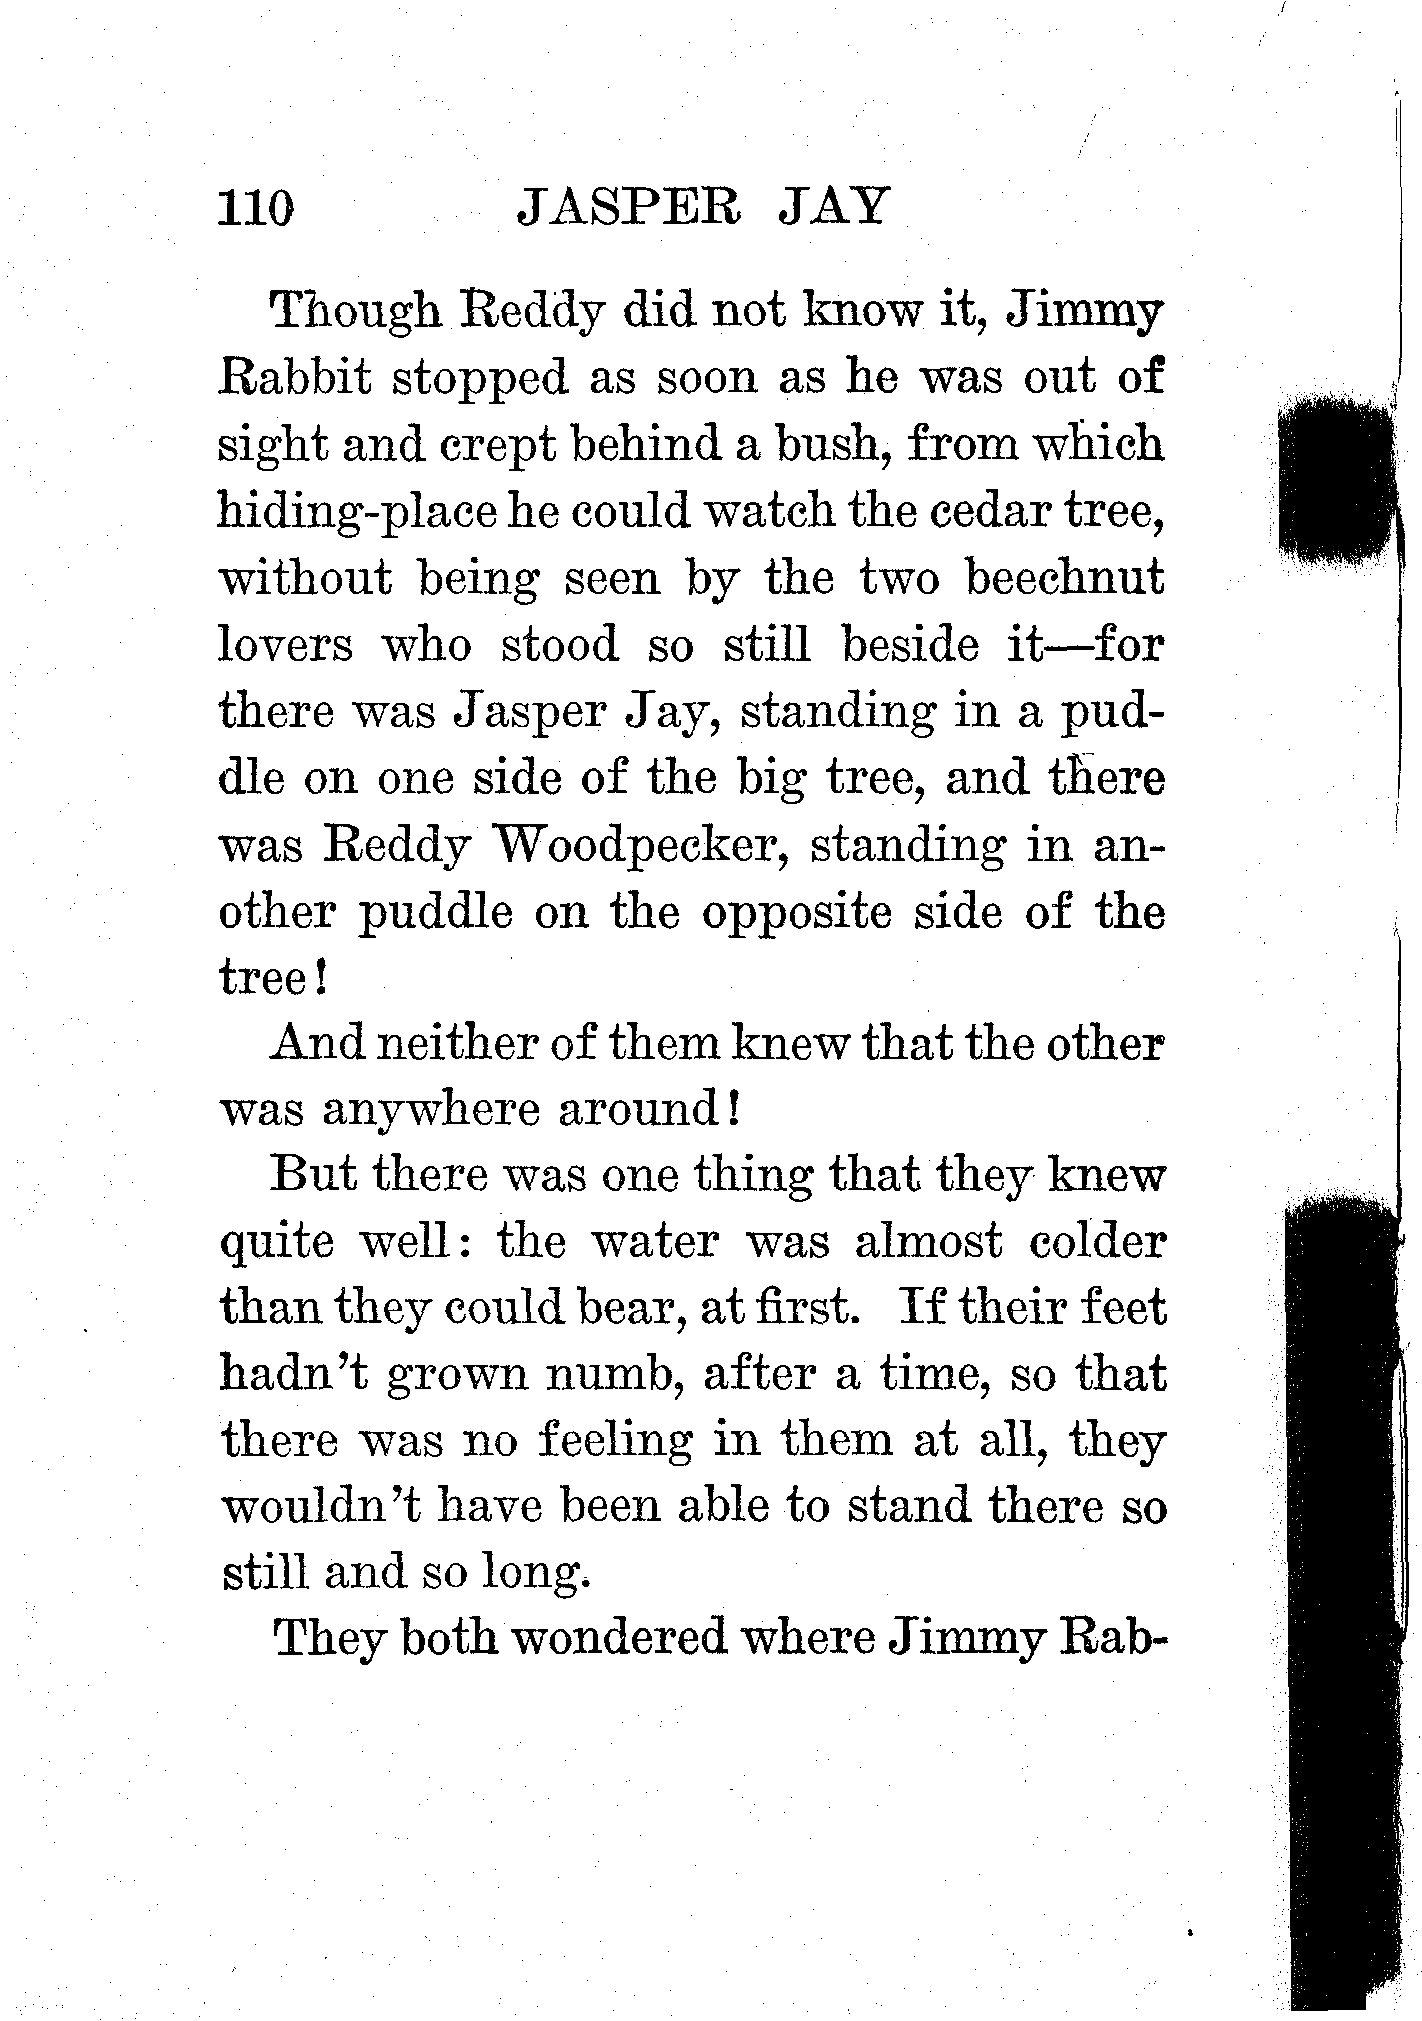 110 JASPER JAY
Though Reddy did not know it, Jimmy
Rabbit stopped as soon as he was out of
sight and crept behind a bush, from which
hiding-place he could watch the cedar tree,
without being seen by the two beechnut
lovers who stood so still beside it—for
there was Jasper Jay, standing in a pud-
dle on one side of the big tree, and there
was Reddy Woodpecker, standing in an-
other puddle on the opposite side of the
tree!
And neither of them knew that the other
was anywhere around!
But there was one thing that they knew
quite well: the water was almost colder
than they could bear, at first. If their feet
hadn't grown numb, after a time, so that
there was no feeling in them at all, they
wouldn't have been able to stand there so
still and so long.
They both wondered where Jimmy Rab-